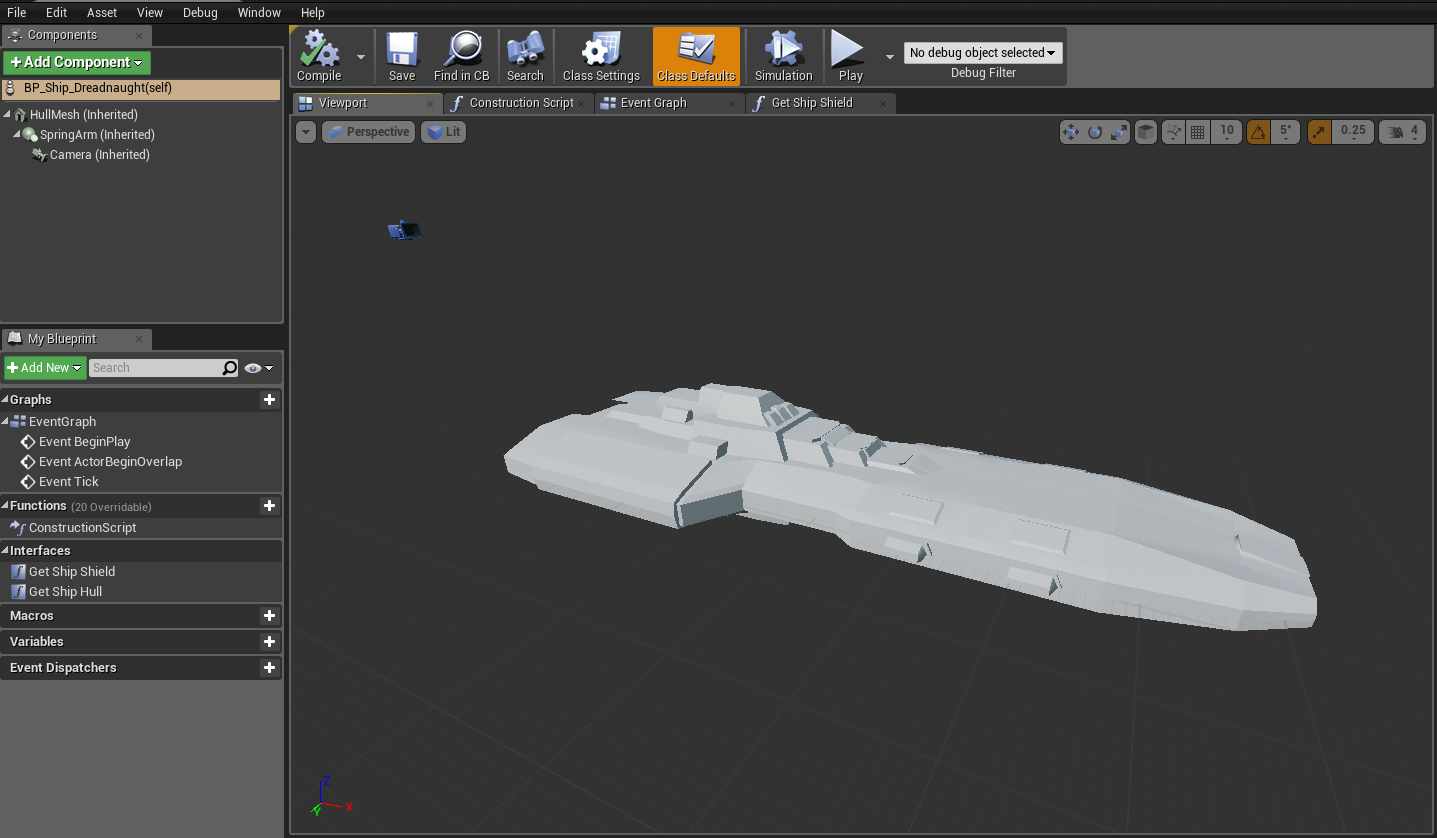 File Edit Asset View Debug Window Help
Components
Add Component
BP_Ship_Dreadnaught(self)
HullMesh (Inherited)
SpringArm (Inherited)
Camera (Inherited)
My Blueprint
Add New Search
Graphs
EventGraph
Event BeginPlay
Event ActorBeginOverlap
Event Tick
Functions (20 Overridable)
ConstructionScript
Interfaces
Get Ship Shield
Get Ship Hull
Macros
Variables
Event Dispatchers
Compile Save Find in CB Search Class Settings Class Defaults Simulation Play
No debug object selected
Debug Filter
Viewport Construction Script Event Graph Get Ship Shield
Perspective Lit 10 5° 0.25 4
Z
X
Y